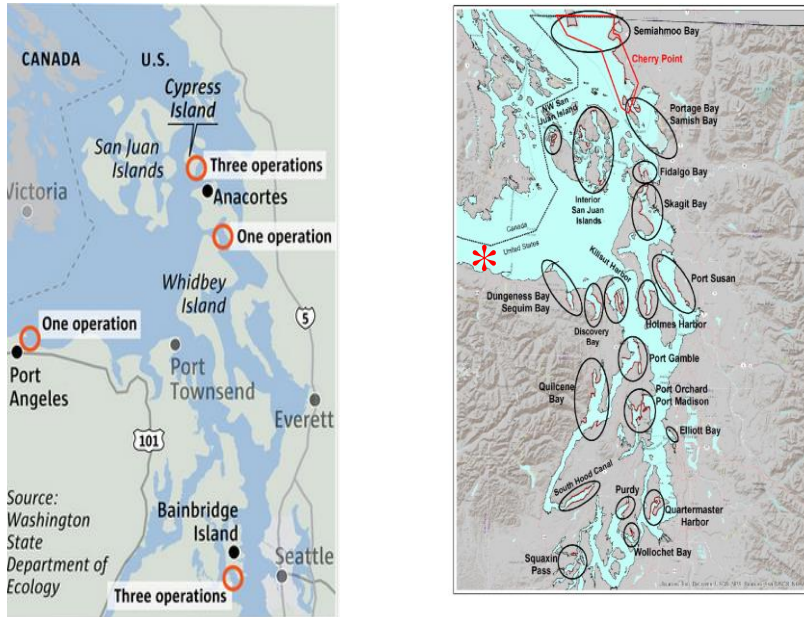 CANADA
U.S.
Cypress
Island
San Juan
Islands
Three operations
Anacortes
Victoria
One operation
Whidbey
Island
One operation
5
Port
Angeles
Port
Townsend
Everett
101
Source:
Washington
State
Department of
Ecology
Bainbridge
Island
Seattle
Three operations
Semiahmoo Bay
Cherry Point
NW San
Juan Island
Portage Bay
Samish Bay
Fidalgo Bay
Interior
San Juan
Islands
Skagit Bay
Canada
United States
*
Kilisut Harbor
Port Susan
Dungeness Bay
Sequim Bay
Discovery
Bay
Holmes Harbor
Port Gamble
Quilcene
Bay
Port Orchard
Port Madison
Elliott Bay
South Hood Canal
Purdy
Quartermaster
Harbor
Wollochet Bay
Squaxin
Pass